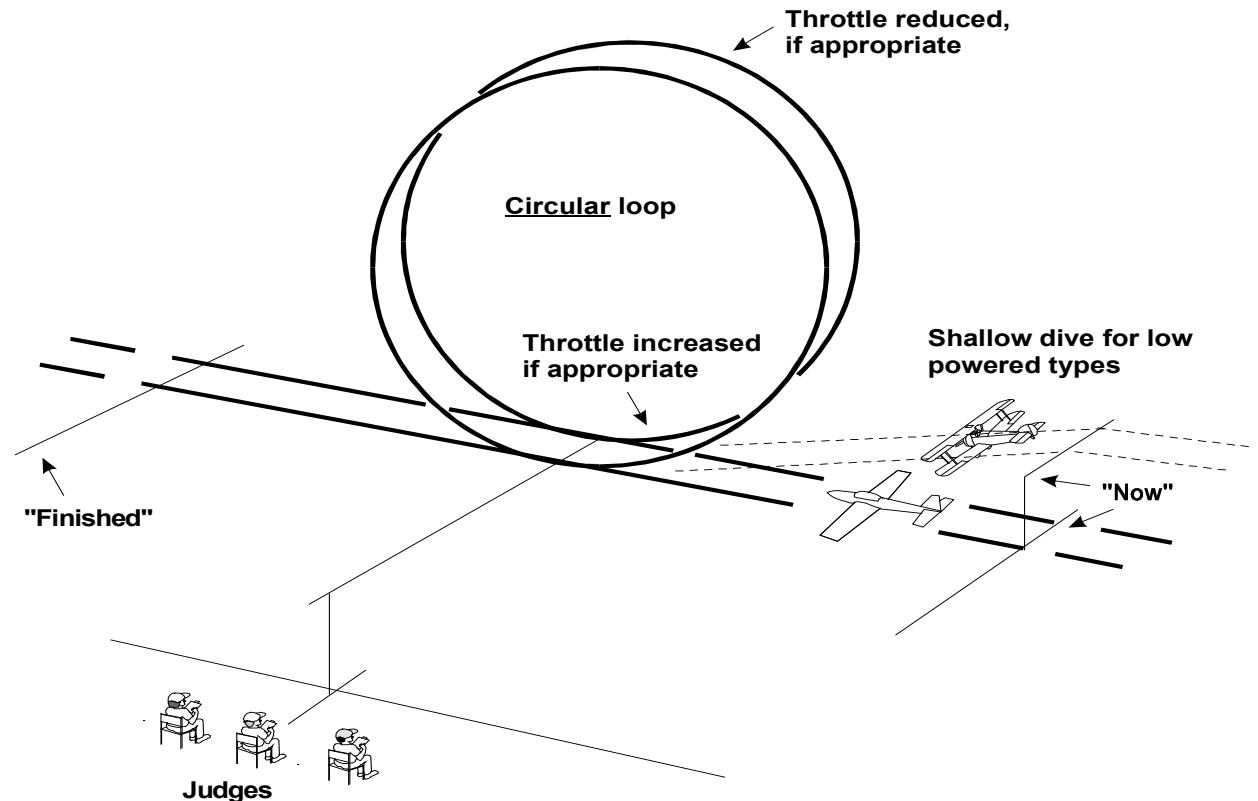 Throttle reduced,
if appropriate
Circular loop
Throttle increased
if appropriate
Shallow dive for low
powered types
"Now"
"Finished"
Judges